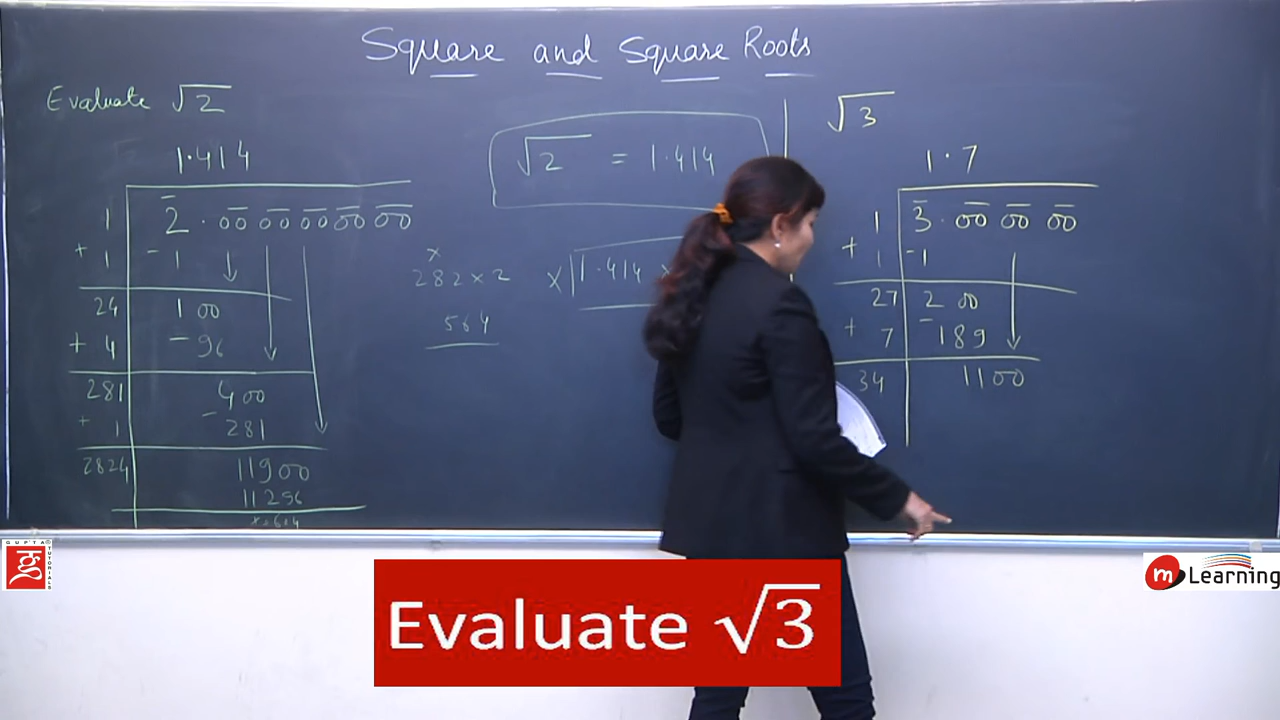 Square and Square Roots
Evaluate √2
1.414
1 2.00 00 00 00 00
+ 1 -1
24 100
+ 4 -96
281 400
+ 1 -281
2824 11900
11296
√2 = 1.414
x
282×2
564
x 1.414 x
√3
1.7
1 3.00 00 00
+ 1 -1
27 200
+ 7 -189
34 1100
GUPTA
TUTORIALS
Evaluate √3
m Learning